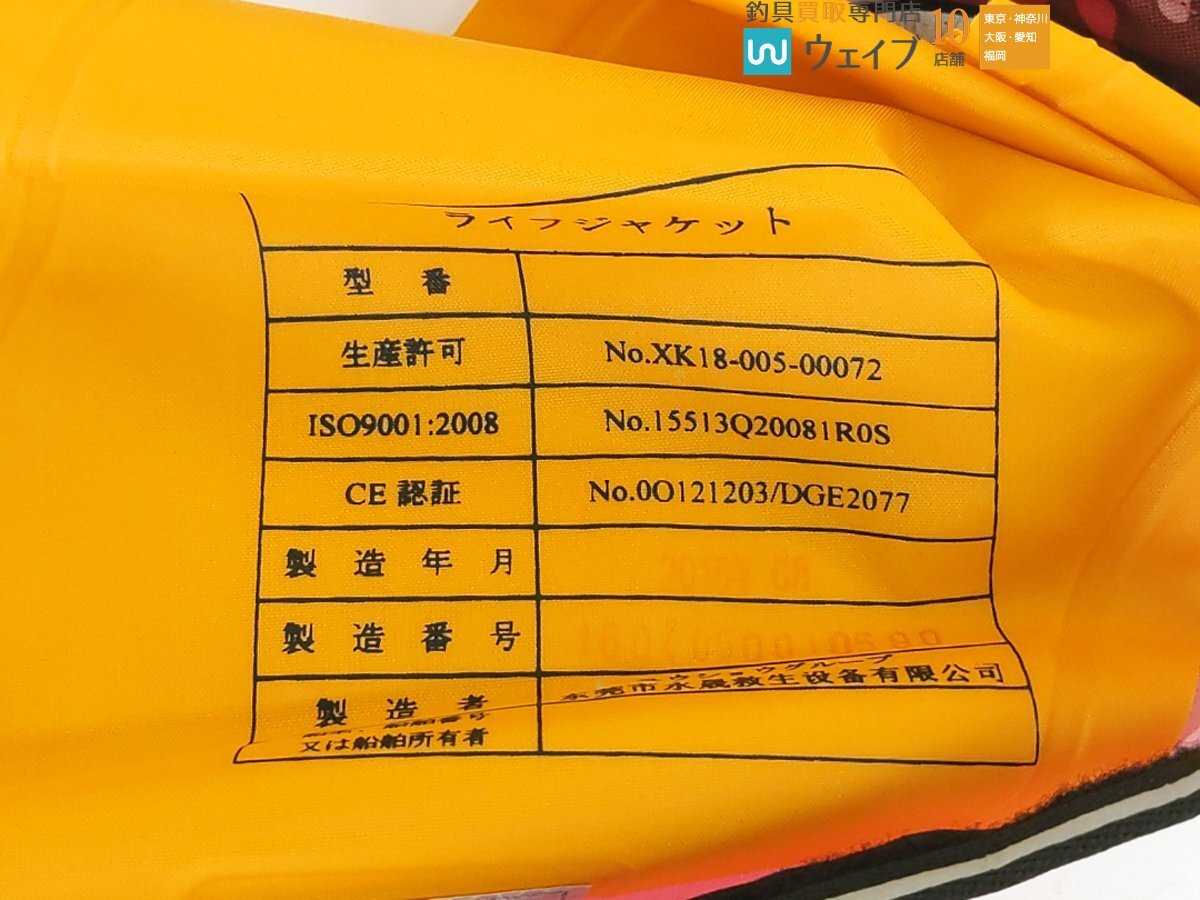 釣具買取専門店
ウェイブ
10
店舗
東京・神奈川
大阪・愛知
福岡
ライフジャケット
型 番
生産許可 No.XK18-005-00072
ISO9001:2008 No.15513Q20081R0S
CE 認証 No.0O121203/DGE2077
製 造 年 月
製 造 番 号
製 造 者 东莞市永晟救生设备有限公司
又は船舶所有者